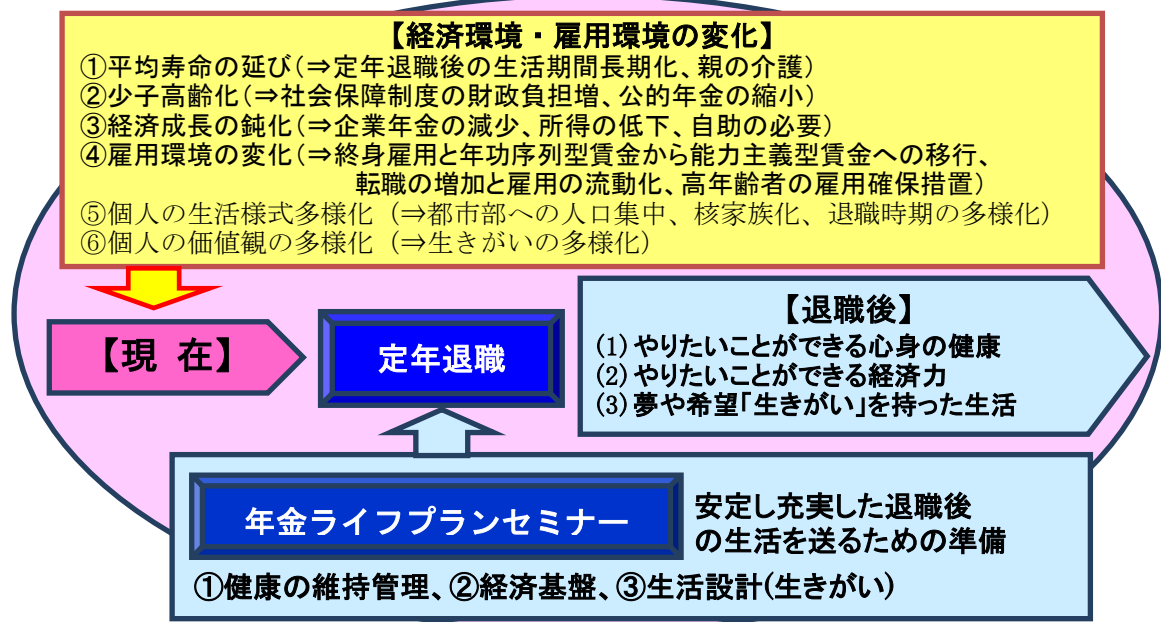 【経済環境・雇用環境の変化】
①平均寿命の延び（⇒定年退職後の生活期間長期化、親の介護）
②少子高齢化（⇒社会保障制度の財政負担増、公的年金の縮小）
③経済成長の鈍化（⇒企業年金の減少、所得の低下、自助の必要）
④雇用環境の変化（⇒終身雇用と年功序列型賃金から能力主義型賃金への移行、
転職の増加と雇用の流動化、高年齢者の雇用確保措置）
⑤個人の生活様式多様化（⇒都市部への人口集中、核家族化、退職時期の多様化）
⑥個人の価値観の多様化（⇒生きがいの多様化）
【現 在】
定年退職
【退職後】
(1) やりたいことができる心身の健康
(2) やりたいことができる経済力
(3) 夢や希望「生きがい」を持った生活
年金ライフプランセミナー
安定し充実した退職後
の生活を送るための準備
①健康の維持管理、②経済基盤、③生活設計(生きがい)